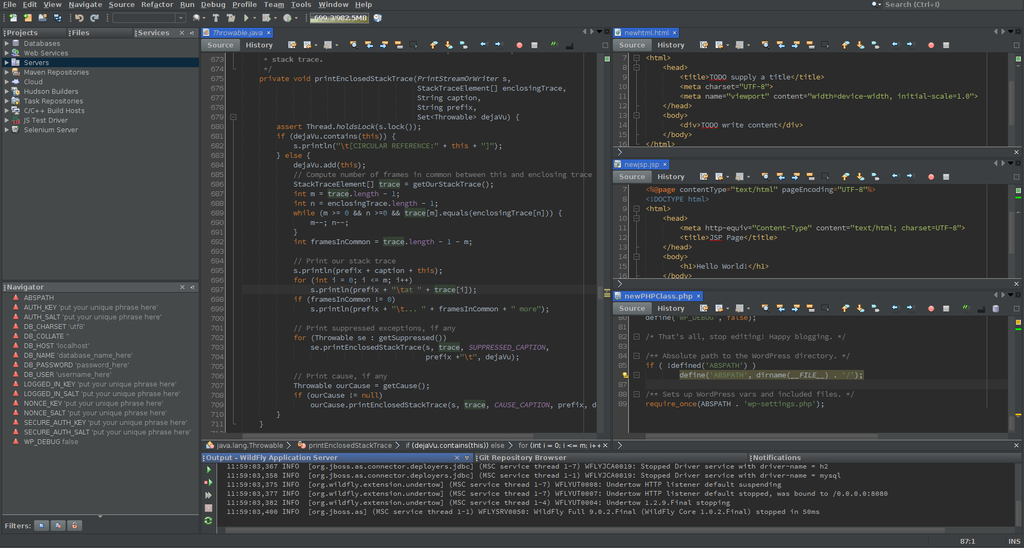 File Edit View Navigate Source Refactor Run Debug Profile Team Tools Window Help
Search (Ctrl+I)
699.3/982.5MB
Projects Files Services
Databases
Web Services
Servers
Maven Repositories
Cloud
Hudson Builders
Task Repositories
C/C++ Build Hosts
JS Test Driver
Selenium Server
Navigator
ABSPATH
AUTH_KEY 'put your unique phrase here'
AUTH_SALT 'put your unique phrase here'
DB_CHARSET 'utf8'
DB_COLLATE ''
DB_HOST 'localhost'
DB_NAME 'database_name_here'
DB_PASSWORD 'password_here'
DB_USER 'username_here'
LOGGED_IN_KEY 'put your unique phrase here'
LOGGED_IN_SALT 'put your unique phrase here'
NONCE_KEY 'put your unique phrase here'
NONCE_SALT 'put your unique phrase here'
SECURE_AUTH_KEY 'put your unique phrase here'
SECURE_AUTH_SALT 'put your unique phrase here'
WP_DEBUG false
Filters:
Throwable.java
Source History
673 * stack trace.
674 */
675 private void printEnclosedStackTrace(PrintStreamOrWriter s,
676 StackTraceElement[] enclosingTrace,
677 String caption,
678 String prefix,
679 Set<Throwable> dejaVu) {
680 assert Thread.holdsLock(s.lock());
681 if (dejaVu.contains(this)) {
682 s.println("\t[CIRCULAR REFERENCE:" + this + "]");
683 } else {
684 dejaVu.add(this);
685 // Compute number of frames in common between this and enclosing trace
686 StackTraceElement[] trace = getOurStackTrace();
687 int m = trace.length - 1;
688 int n = enclosingTrace.length - 1;
689 while (m >= 0 && n >=0 && trace[m].equals(enclosingTrace[n])) {
690 m--; n--;
691 }
692 int framesInCommon = trace.length - 1 - m;
693
694 // Print our stack trace
695 s.println(prefix + caption + this);
696 for (int i = 0; i <= m; i++)
697 s.println(prefix + "\tat " + trace[i]);
698 if (framesInCommon != 0)
699 s.println(prefix + "\t... " + framesInCommon + " more");
700
701 // Print suppressed exceptions, if any
702 for (Throwable se : getSuppressed())
703 se.printEnclosedStackTrace(s, trace, SUPPRESSED_CAPTION,
704 prefix +"\t", dejaVu);
705
706 // Print cause, if any
707 Throwable ourCause = getCause();
708 if (ourCause != null)
709 ourCause.printEnclosedStackTrace(s, trace, CAUSE_CAPTION, prefix, d
710 }
711 }
java.lang.Throwable printEnclosedStackTrace if (dejaVu.contains(this)) else for (int i = 0; i <= m; i++)
newhtml.html
Source History
7 <html>
8 <head>
9 <title>TODO supply a title</title>
10 <meta charset="UTF-8">
11 <meta name="viewport" content="width=device-width, initial-scale=1.0">
12 </head>
13 <body>
14 <div>TODO write content</div>
15 </body>
16 </html>
newjsp.jsp
Source History
7 <%@page contentType="text/html" pageEncoding="UTF-8"%>
8 <!DOCTYPE html>
9 <html>
10 <head>
11 <meta http-equiv="Content-Type" content="text/html; charset=UTF-8">
12 <title>JSP Page</title>
13 </head>
14 <body>
15 <h1>Hello World!</h1>
16 </body>
newPHPClass.php
Source History
80 define('WP_DEBUG', false);
81
82 /* That's all, stop editing! Happy blogging. */
83
84 /** Absolute path to the WordPress directory. */
85 if ( !defined('ABSPATH') )
define('ABSPATH', dirname(__FILE__) . '/');
87
88 /** Sets up WordPress vars and included files. */
89 require_once(ABSPATH . 'wp-settings.php');
Output - WildFly Application Server Git Repository Browser Notifications
11:59:03,367 INFO [org.jboss.as.connector.deployers.jdbc] (MSC service thread 1-7) WFLYJCA0019: Stopped Driver service with driver-name = h2
11:59:03,358 INFO [org.jboss.as.connector.deployers.jdbc] (MSC service thread 1-4) WFLYJCA0019: Stopped Driver service with driver-name = mysql
11:59:03,375 INFO [org.wildfly.extension.undertow] (MSC service thread 1-7) WFLYUT0008: Undertow HTTP listener default suspending
11:59:03,377 INFO [org.wildfly.extension.undertow] (MSC service thread 1-7) WFLYUT0007: Undertow HTTP listener default stopped, was bound to /0.0.0.0:8080
11:59:03,382 INFO [org.wildfly.extension.undertow] (MSC service thread 1-7) WFLYUT0004: Undertow 1.2.9.Final stopping
11:59:03,400 INFO [org.jboss.as] (MSC service thread 1-1) WFLYSRV0050: WildFly Full 9.0.2.Final (WildFly Core 1.0.2.Final) stopped in 50ms
87:1 INS